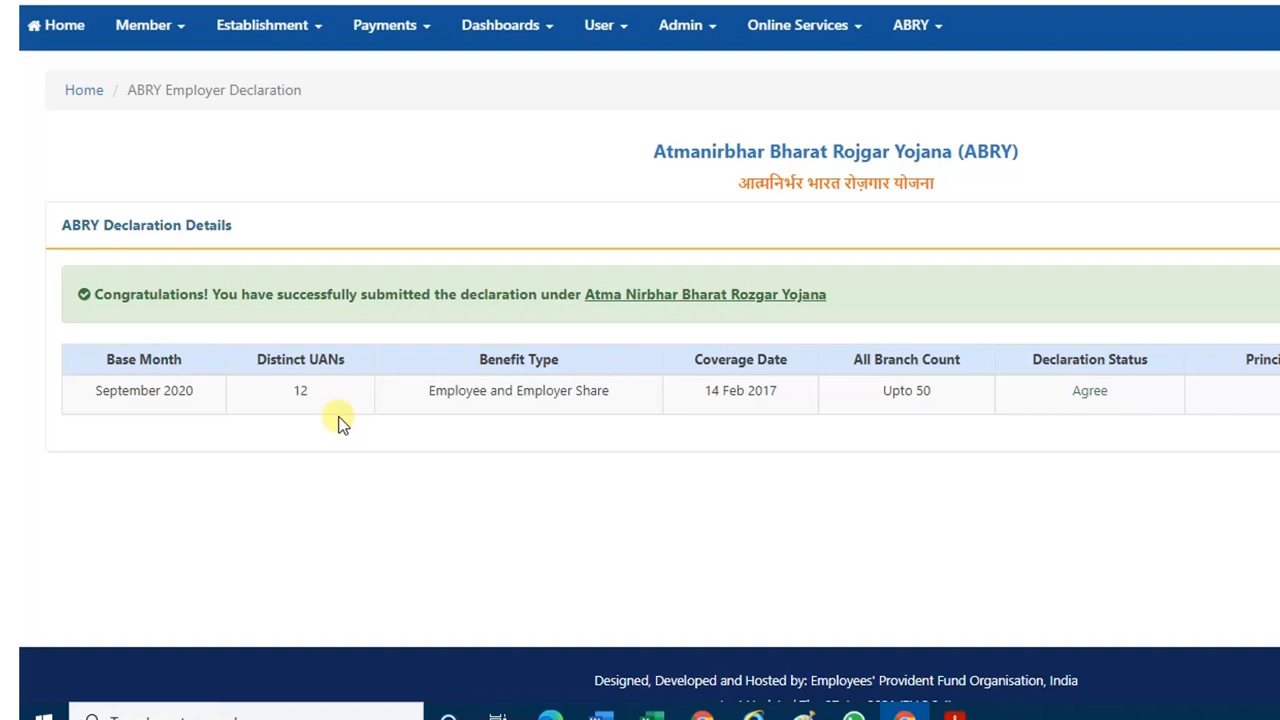 Home Member Establishment Payments Dashboards User Admin Online Services ABRY
Home / ABRY Employer Declaration
Atmanirbhar Bharat Rojgar Yojana (ABRY)
आत्मनिर्भर भारत रोज़गार योजना
ABRY Declaration Details
Congratulations! You have successfully submitted the declaration under Atma Nirbhar Bharat Rozgar Yojana
Base Month Distinct UANs Benefit Type Coverage Date All Branch Count Declaration Status Princi
September 2020 12 Employee and Employer Share 14 Feb 2017 Upto 50 Agree
Designed, Developed and Hosted by: Employees' Provident Fund Organisation, India